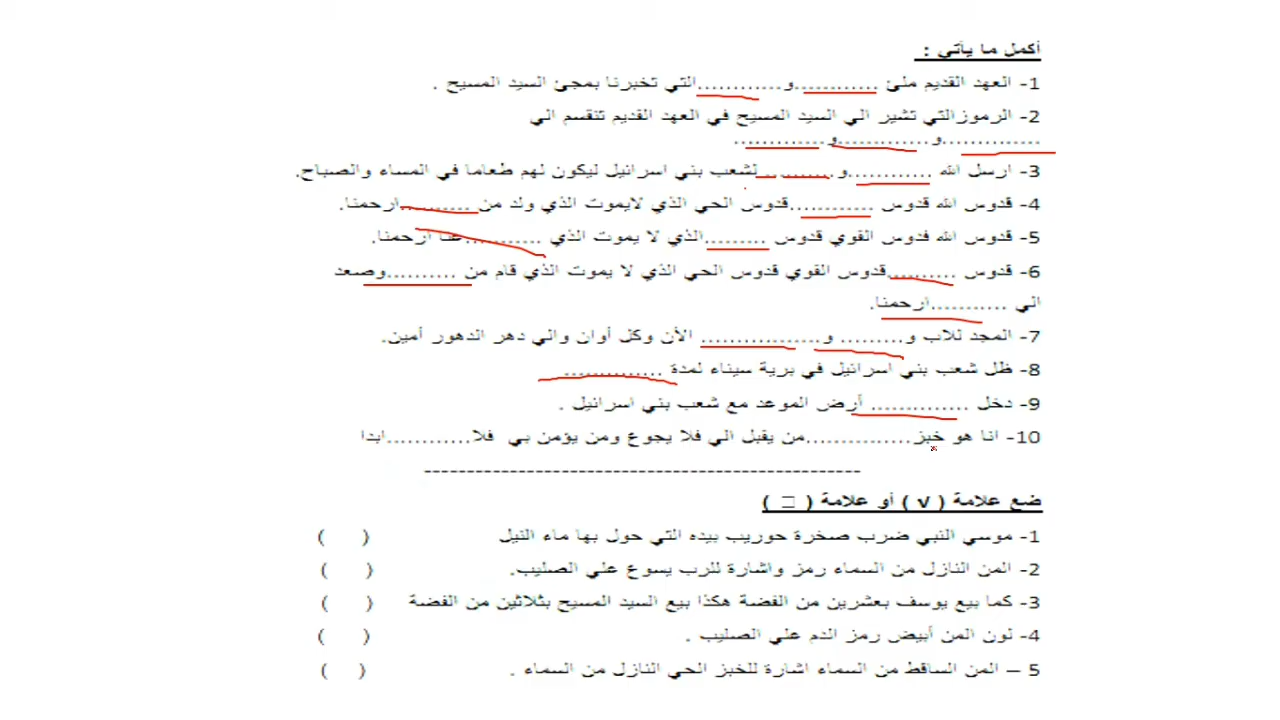 أكمل ما يأتي :
1- العهد القديم ملئ ............و............التي تخبرنا بمجئ السيد المسيح .
2- الرموزالتي تشير الي السيد المسيح في العهد القديم تنقسم الي
..............و.............و..............
3- ارسل الله ............و.......... لشعب بني اسرائيل ليكون لهم طعاما في المساء والصباح.
4- قدوس الله قدوس ............قدوس الحي الذي لايموت الذي ولد من ..........ارحمنا.
5- قدوس الله فدوس القوي قدوس .........الذي لا يموت الذي ...........عنا ارحمنا.
6- قدوس ..........قدوس القوي قدوس الحي الذي لا يموت الذي قام من ..........وصعد
الي ...........ارحمنا.
7- المجد للاب و......... و................ الأن وكل أوان والي دهر الدهور أمين.
8- ظل شعب بني اسرائيل في برية سيناء لمدة ..............
9- دخل .............. أرض الموعد مع شعب بني اسرائيل .
10- انا هو خبز...............من يقبل الي فلا يجوع ومن يؤمن بي فلا............ابدا
--------------------------------------------------
ضع علامة ( √ ) أو علامة ( □ )
1- موسي النبي ضرب صخرة حوريب بيده التي حول بها ماء النيل ( )
2- المن النازل من السماء رمز واشارة للرب يسوع علي الصليب. ( )
3- كما بيع يوسف بعشرين من الفضة هكذا بيع السيد المسيح بثلاثين من الفضة ( )
4- لون المن أبيض رمز الدم علي الصليب . ( )
5 – المن الساقط من السماء اشارة للخبز الحي النازل من السماء . ( )